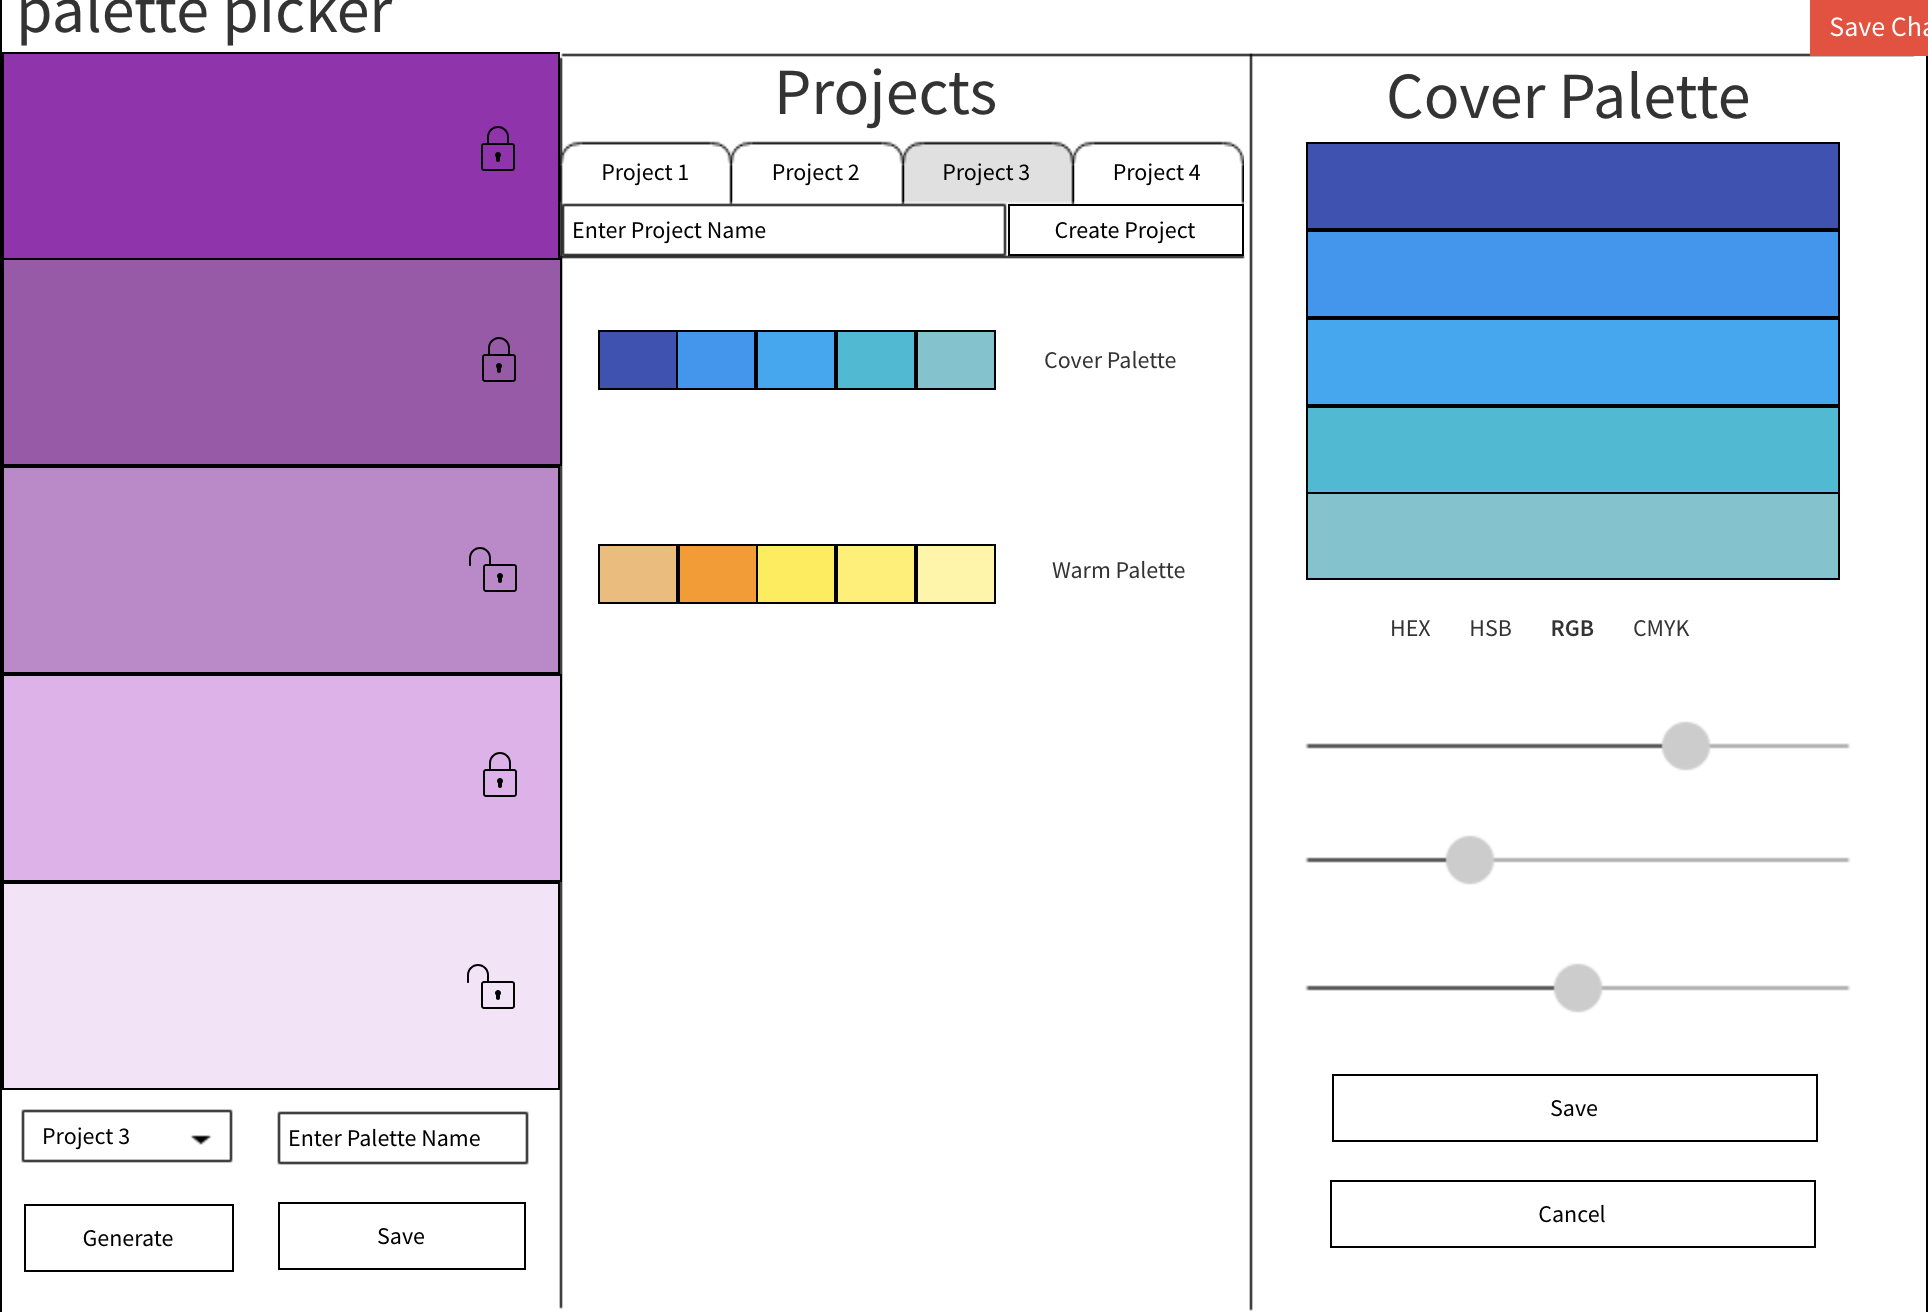 palette picker
Save
Projects
Cover Palette
Project 1
Project 2
Project 3
Project 4
Enter Project Name
Create Project
Cover Palette
Warm Palette
HEX
HSB
RGB
CMYK
Project 3
Enter Palette Name
Generate
Save
Save
Cancel